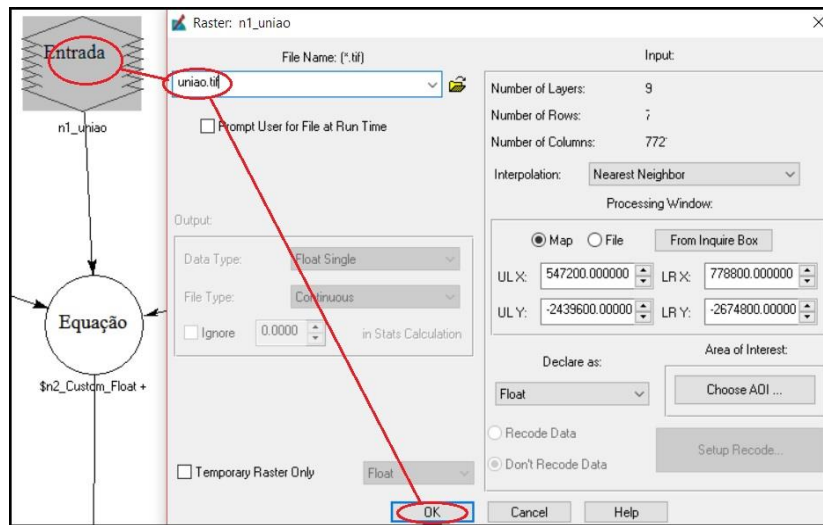 Entrada
n1_uniao
Equação
$n2_Custom_Float +
Raster: n1_uniao
File Name: (*.tif)
uniao.tif
Prompt User for File at Run Time
Output:
Data Type:
Float Single
File Type:
Continuous
Ignore
0.0000
in Stats Calculation
Temporary Raster Only
Float
Input:
Number of Layers: 9
Number of Rows: 7
Number of Columns: 772
Interpolation:
Nearest Neighbor
Processing Window:
Map
File
From Inquire Box
UL X: 547200.000000 LR X: 778800.000000
UL Y: -2439600.00000 LR Y: -2674800.00000
Declare as:
Float
Area of Interest:
Choose AOI ...
Recode Data
Don't Recode Data
Setup Recode...
OK
Cancel
Help